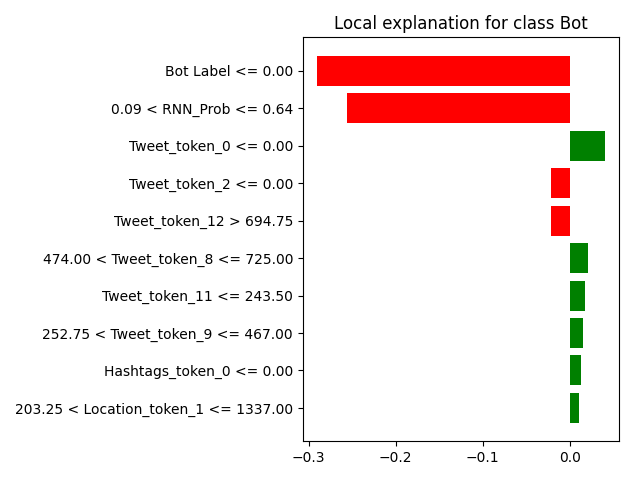 Local explanation for class Bot
Bot Label <= 0.00
0.09 < RNN_Prob <= 0.64
Tweet_token_0 <= 0.00
Tweet_token_2 <= 0.00
Tweet_token_12 > 694.75
474.00 < Tweet_token_8 <= 725.00
Tweet_token_11 <= 243.50
252.75 < Tweet_token_9 <= 467.00
Hashtags_token_0 <= 0.00
203.25 < Location_token_1 <= 1337.00
−0.3 −0.2 −0.1 0.0